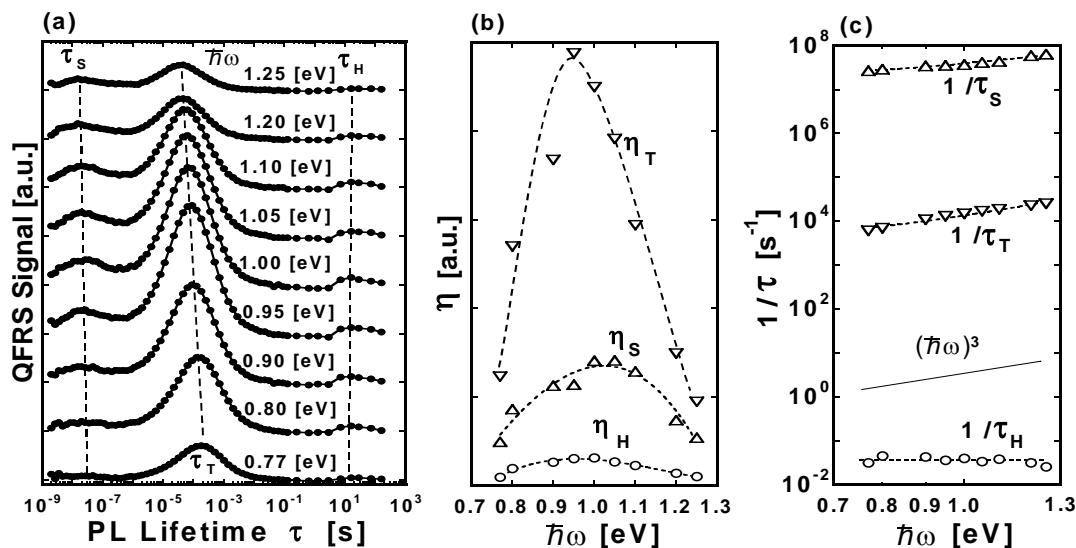 (a)
QFRS Signal [a.u.]
τS
ħω
τH
1.25 [eV]
1.20 [eV]
1.10 [eV]
1.05 [eV]
1.00 [eV]
0.95 [eV]
0.90 [eV]
0.80 [eV]
0.77 [eV]
τT
10⁻⁹ 10⁻⁷ 10⁻⁵ 10⁻⁴ 10⁻³ 10⁻¹ 10¹ 10³
PL Lifetime τ [s]
(b)
η [a.u.]
ηT
ηS
ηH
0.7 0.8 0.9 1.0 1.1 1.2 1.3
ħω [eV]
(c)
1/τ [s⁻¹]
10⁸
10⁶
10⁴
10²
10⁰
10⁻²
1/τS
1/τT
(ħω)³
1/τH
0.7 1.0 1.3
ħω [eV]